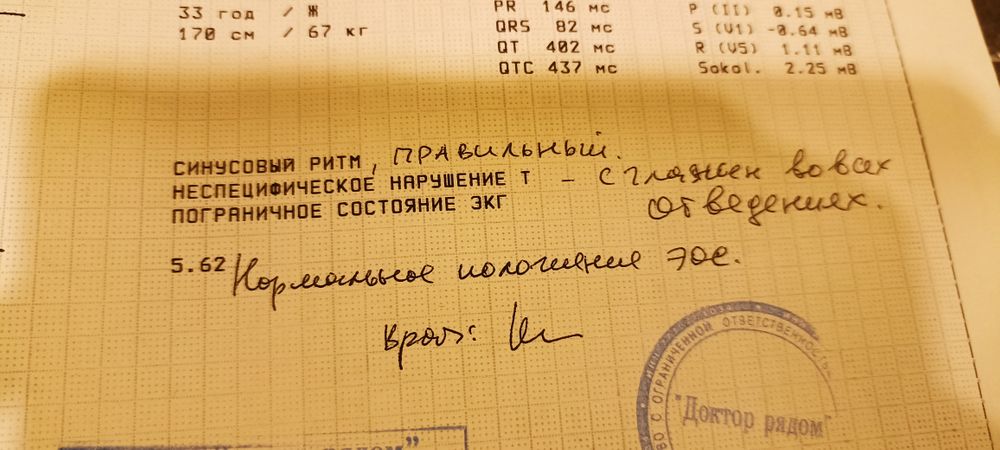 33 год / Ж
170 см / 67 кг
PR 146 мс
QRS 82 мс
QT 402 мс
QTC 437 мс
P (II) 0.15 мВ
S (V1) -0.64 мВ
R (V5) 1.11 мВ
Sokol. 2.25 мВ
СИНУСОВЫЙ РИТМ, ПРАВИЛЬНЫЙ.
НЕСПЕЦИФИЧЕСКОЕ НАРУШЕНИЕ Т - сглажен во всех
ПОГРАНИЧНОЕ СОСТОЯНИЕ ЭКГ отведениях.
5.62 Нормальное положение ЭОС.
Врач:
С ОГРАНИЧЕННОЙ ОТВЕТСТВЕННОСТЬЮ
"Доктор рядом"